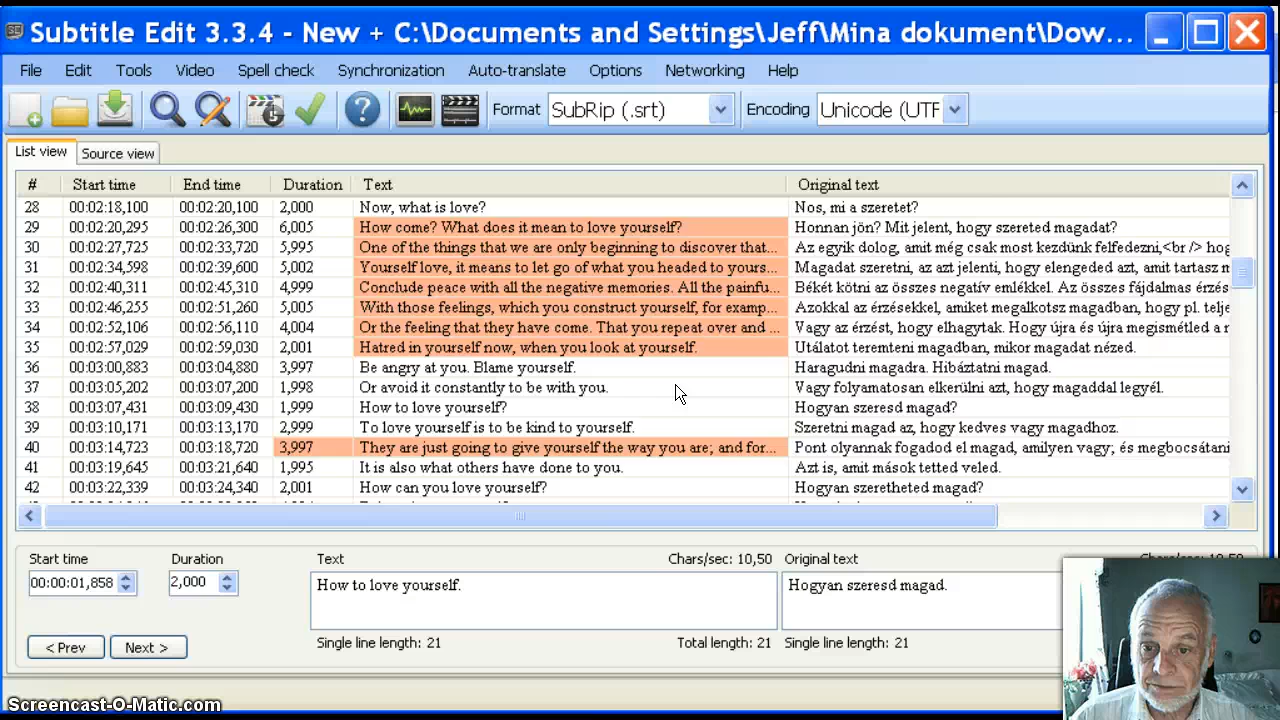 Subtitle Edit 3.3.4 - New + C:\Documents and Settings\Jeff\Mina dokument\Dow...
File Edit Tools Video Spell check Synchronization Auto-translate Options Networking Help
Format SubRip (.srt) Encoding Unicode (UTF
List view Source view
# Start time End time Duration Text Original text
28 00:02:18,100 00:02:20,100 2,000 Now, what is love? Nos, mi a szeretet?
29 00:02:20,295 00:02:26,300 6,005 How come? What does it mean to love yourself? Honnan jön? Mit jelent, hogy szereted magadat?
30 00:02:27,725 00:02:33,720 5,995 One of the things that we are only beginning to discover that... Az egyik dolog, amit még csak most kezdünk felfedezni,<br /> hog
31 00:02:34,598 00:02:39,600 5,002 Yourself love, it means to let go of what you headed to yours... Magadat szeretni, az azt jelenti, hogy elengeded azt, amit tartasz m
32 00:02:40,311 00:02:45,310 4,999 Conclude peace with all the negative memories. All the painfu... Békét kötni az összes negatív emlékkel. Az összes fájdalmas érzés
33 00:02:46,255 00:02:51,260 5,005 With those feelings, which you construct yourself, for examp... Azokkal az érzésekkel, amiket megalkotsz magadban, hogy pl. telje
34 00:02:52,106 00:02:56,110 4,004 Or the feeling that they have come. That you repeat over and ... Vagy az érzést, hogy elhagytak. Hogy újra és újra megismétled a r
35 00:02:57,029 00:02:59,030 2,001 Hatred in yourself now, when you look at yourself. Utálatot teremteni magadban, mikor magadat nézed.
36 00:03:00,883 00:03:04,880 3,997 Be angry at you. Blame yourself. Haragudni magadra. Hibáztatni magad.
37 00:03:05,202 00:03:07,200 1,998 Or avoid it constantly to be with you. Vagy folyamatosan elkerülni azt, hogy magaddal legyél.
38 00:03:07,431 00:03:09,430 1,999 How to love yourself? Hogyan szeresd magad?
39 00:03:10,171 00:03:13,170 2,999 To love yourself is to be kind to yourself. Szeretni magad az, hogy kedves vagy magadhoz.
40 00:03:14,723 00:03:18,720 3,997 They are just going to give yourself the way you are; and for... Pont olyannak fogadod el magad, amilyen vagy; és megbocsátani
41 00:03:19,645 00:03:21,640 1,995 It is also what others have done to you. Azt is, amit mások tetted veled.
42 00:03:22,339 00:03:24,340 2,001 How can you love yourself? Hogyan szeretheted magad?
Start time Duration Text Chars/sec: 10,50 Original text
00:00:01,858 2,000 How to love yourself. Hogyan szeresd magad.
< Prev Next > Single line length: 21 Total length: 21 Single line length: 21
Screencast-O-Matic.com